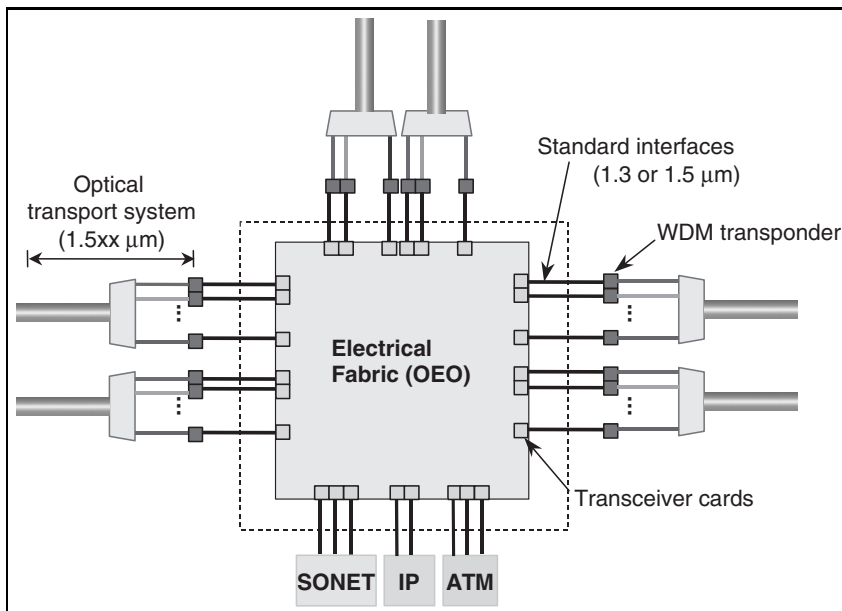 Standard interfaces
(1.3 or 1.5 μm)
Optical
transport system
(1.5xx μm)
WDM transponder
Electrical
Fabric (OEO)
Transceiver cards
SONET
IP
ATM